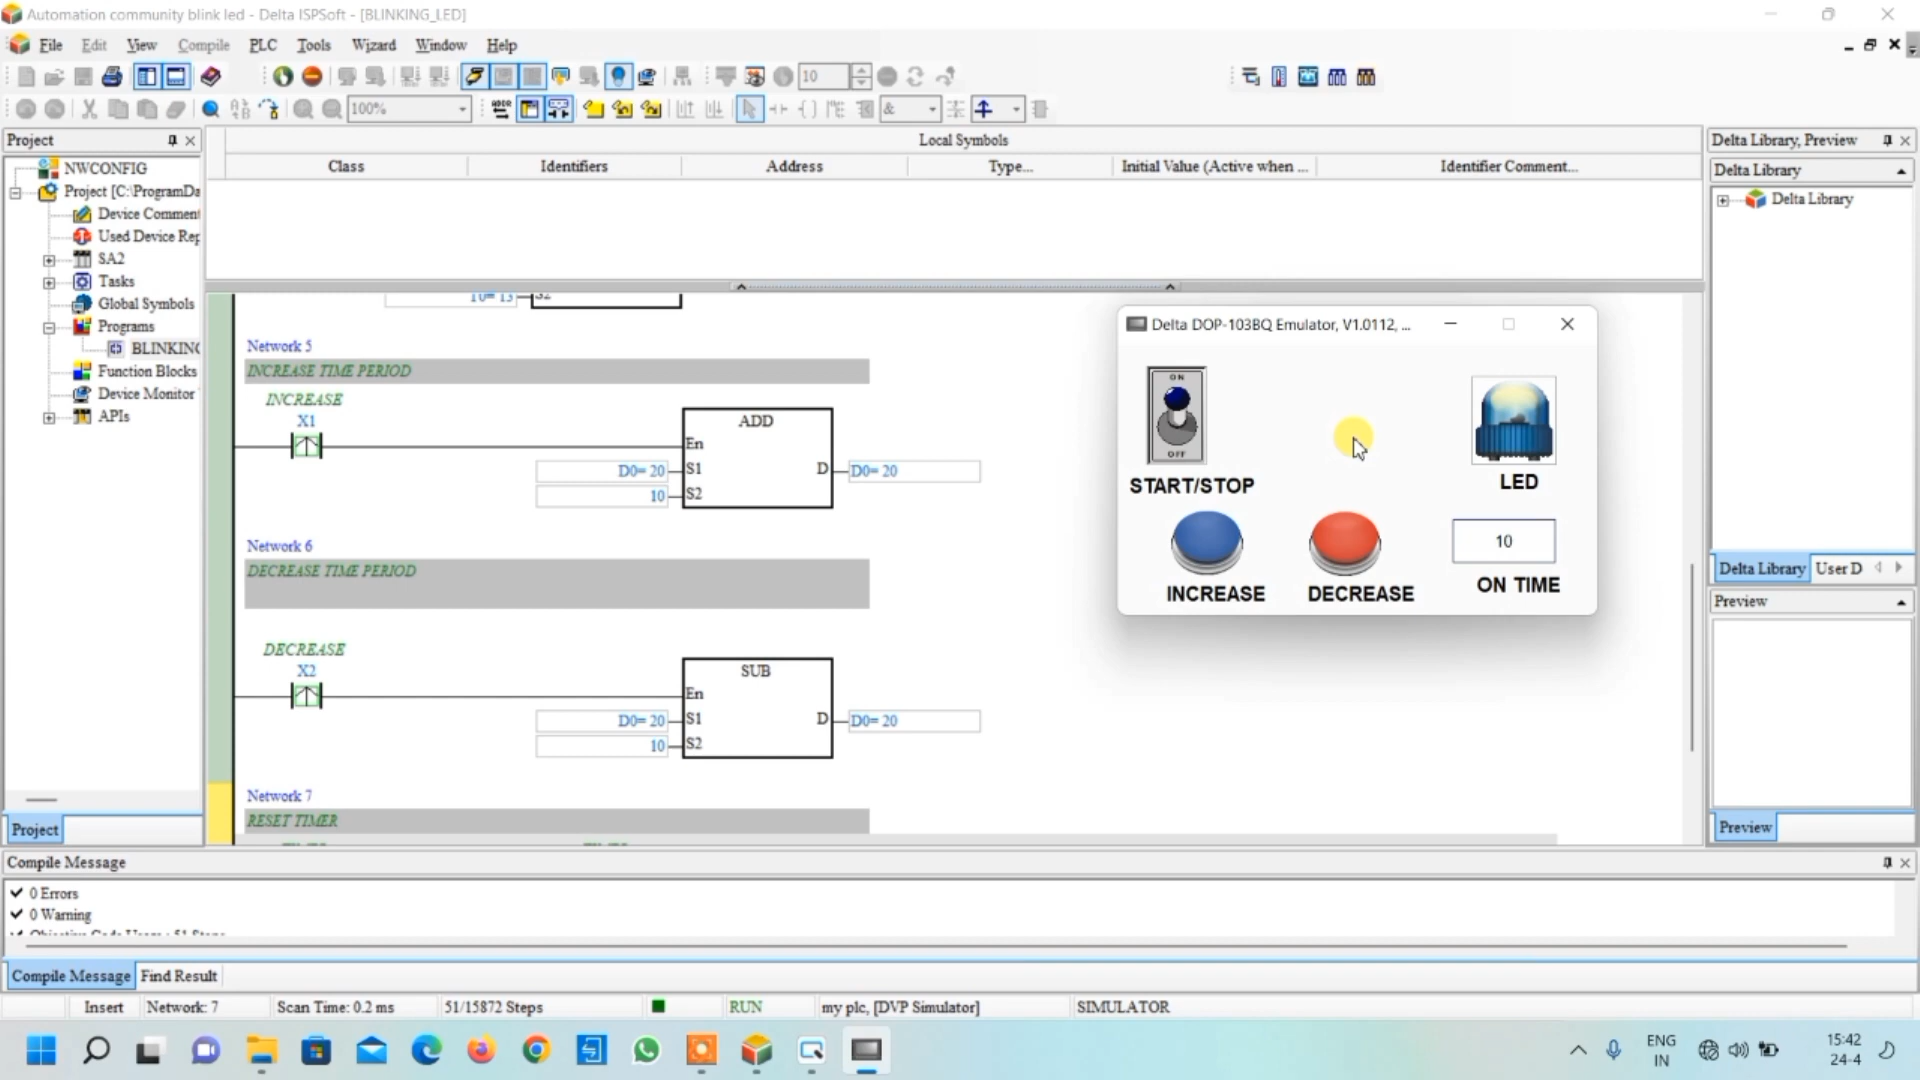 Automation community blink led - Delta ISPSoft - [BLINKING_LED]
File Edit View Compile PLC Tools Wizard Window Help
10
100%
&
Project
NWCONFIG
Project [C:\ProgramDa
Device Comment
Used Device Rep
SA2
Tasks
Global Symbols
Programs
BLINKING
Function Blocks
Device Monitor
APIs
Project
Local Symbols
Class Identifiers Address Type... Initial Value (Active when ... Identifier Comment...
T0= 13 S2
Network 5
INCREASE TIME PERIOD
INCREASE
X1
ADD
En
D0= 20 S1 D D0= 20
10 S2
Network 6
DECREASE TIME PERIOD
DECREASE
X2
SUB
En
D0= 20 S1 D D0= 20
10 S2
Network 7
RESET TIMER
Delta DOP-103BQ Emulator, V1.0112, ...
ON
OFF
START/STOP
LED
10
INCREASE
DECREASE
ON TIME
Delta Library, Preview
Delta Library
Delta Library
Delta Library User D
Preview
Preview
Compile Message
0 Errors
0 Warning
Compile Message Find Result
Insert Network: 7 Scan Time: 0.2 ms 51/15872 Steps RUN my plc, [DVP Simulator] SIMULATOR
ENG
IN
15:42
24-4